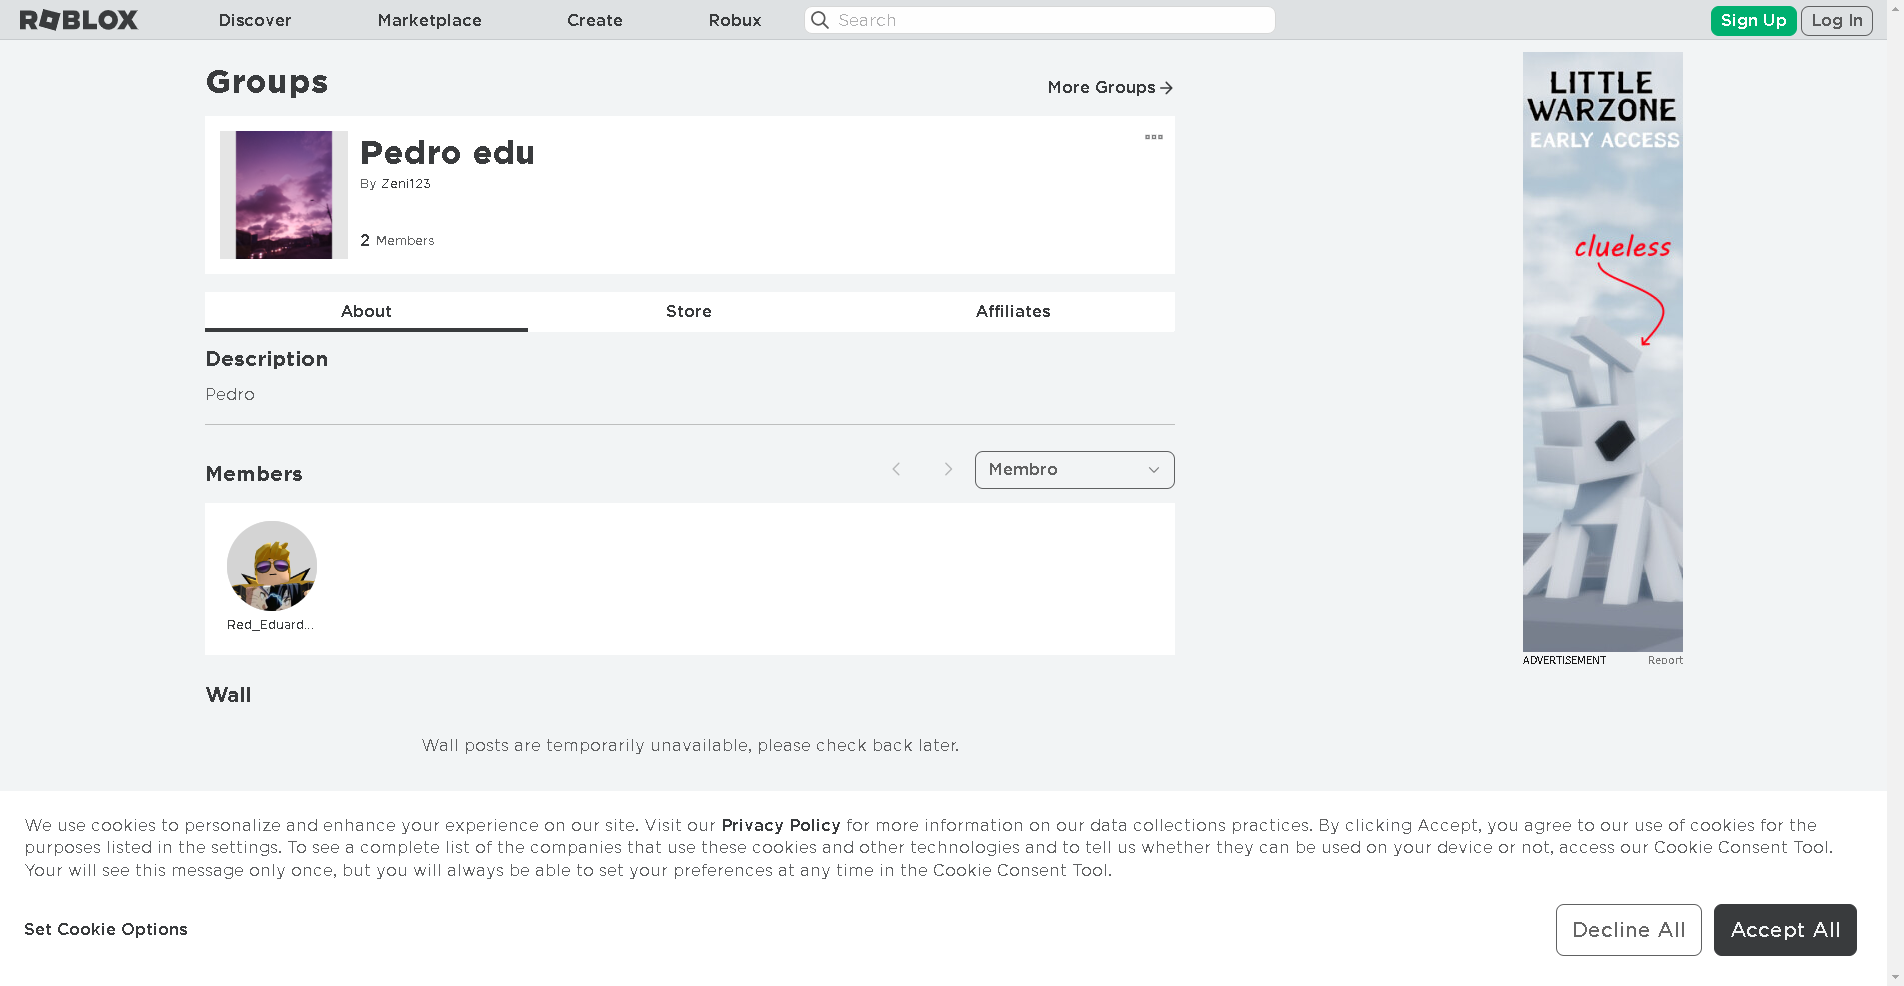 ROBLOX
Discover
Marketplace
Create
Robux
Search
Sign Up
Log In
Groups
More Groups
Pedro edu
By Zeni123
2 Members
About
Store
Affiliates
Description
Pedro
Members
Membro
Red_Eduard...
Wall
Wall posts are temporarily unavailable, please check back later.
LITTLE
WARZONE
EARLY ACCESS
clueless
ADVERTISEMENT
Report
We use cookies to personalize and enhance your experience on our site. Visit our Privacy Policy for more information on our data collections practices. By clicking Accept, you agree to our use of cookies for the
purposes listed in the settings. To see a complete list of the companies that use these cookies and other technologies and to tell us whether they can be used on your device or not, access our Cookie Consent Tool.
Your will see this message only once, but you will always be able to set your preferences at any time in the Cookie Consent Tool.
Set Cookie Options
Decline All
Accept All